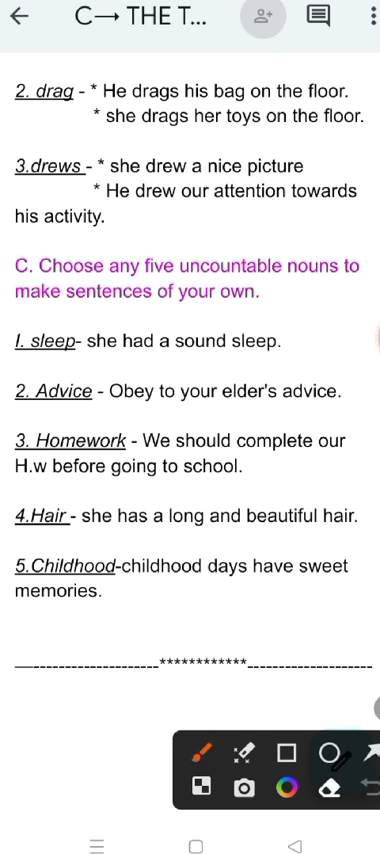 C→ THE T...
2. drag - * He drags his bag on the floor.
* she drags her toys on the floor.
3.drews - * she drew a nice picture
* He drew our attention towards
his activity.
C. Choose any five uncountable nouns to
make sentences of your own.
I. sleep- she had a sound sleep.
2. Advice - Obey to your elder's advice.
3. Homework - We should complete our
H.w before going to school.
4.Hair - she has a long and beautiful hair.
5.Childhood-childhood days have sweet
memories.
—--------------------************--------------------